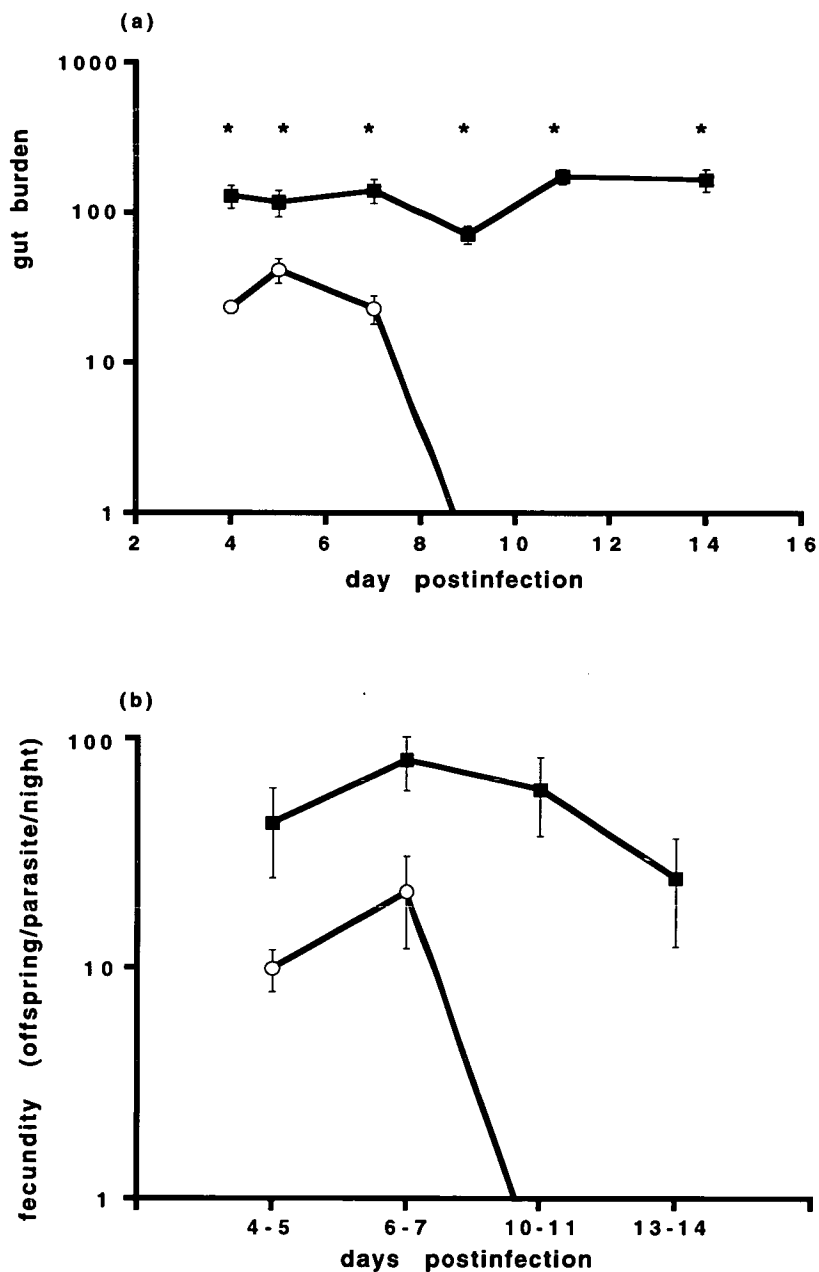 (a)
1000
100
10
1
gut burden
* * * * * *
2 4 6 8 10 12 14 16
day postinfection
(b)
100
10
1
fecundity (offspring/parasite/night)
4-5 6-7 10-11 13-14
days postinfection